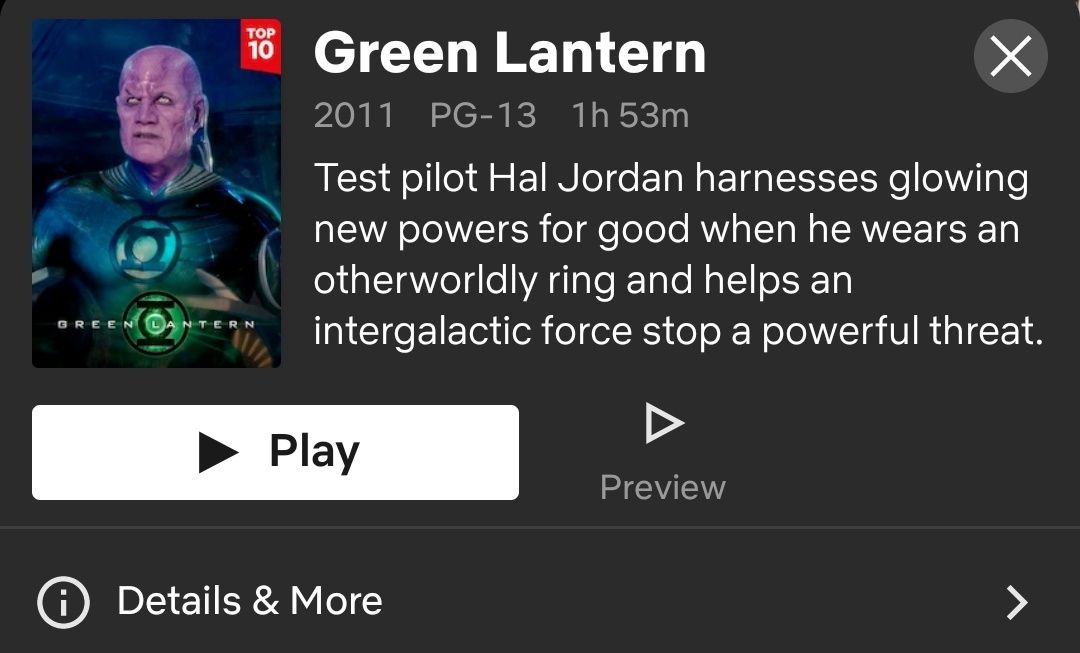 TOP
10
Green Lantern
2011 PG-13 1h 53m
Test pilot Hal Jordan harnesses glowing
new powers for good when he wears an
otherworldly ring and helps an
intergalactic force stop a powerful threat.
GREEN LANTERN
Play
Preview
Details & More